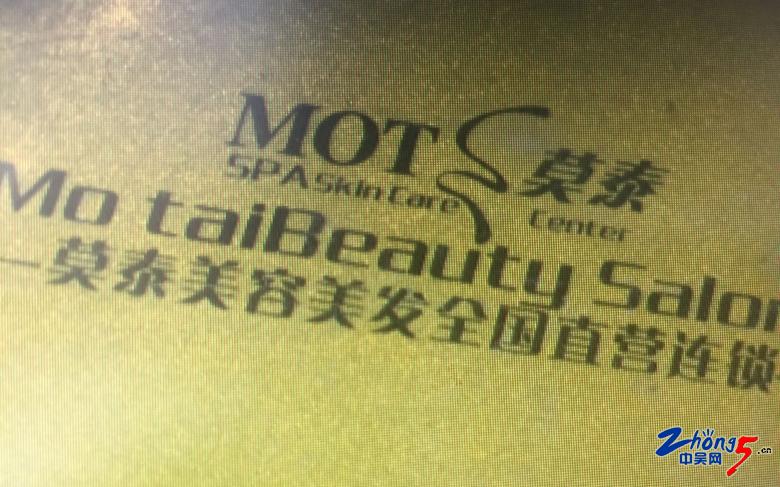 MOT 莫泰
SPA Skin Care Center
Mo taiBeauty Salon
—莫泰美容美发全国直营连锁
Zhong5.cn
中吴网